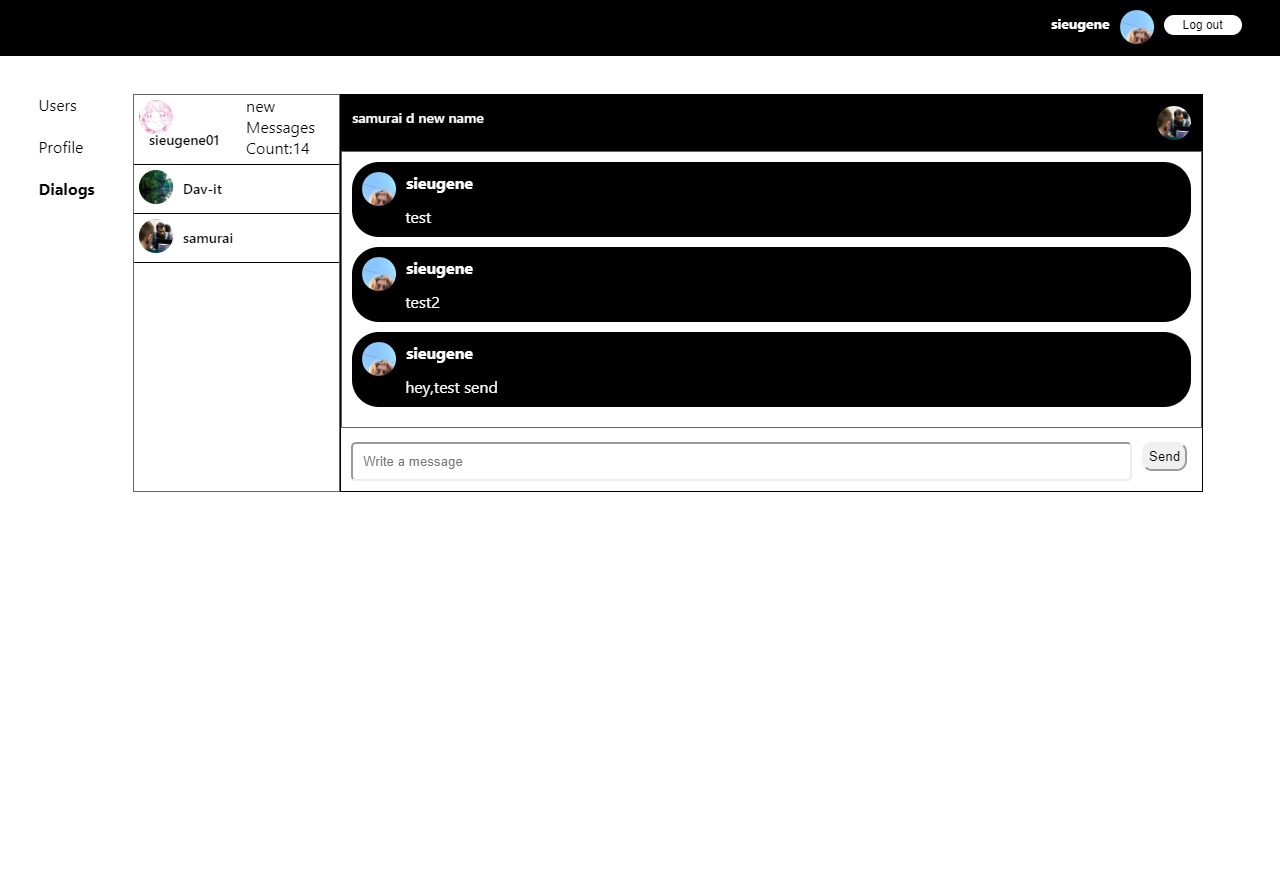 sieugene
Log out
Users
Profile
Dialogs
sieugene01
new
Messages
Count:14
Dav-it
samurai
samurai d new name
sieugene
test
sieugene
test2
sieugene
hey,test send
Write a message
Send